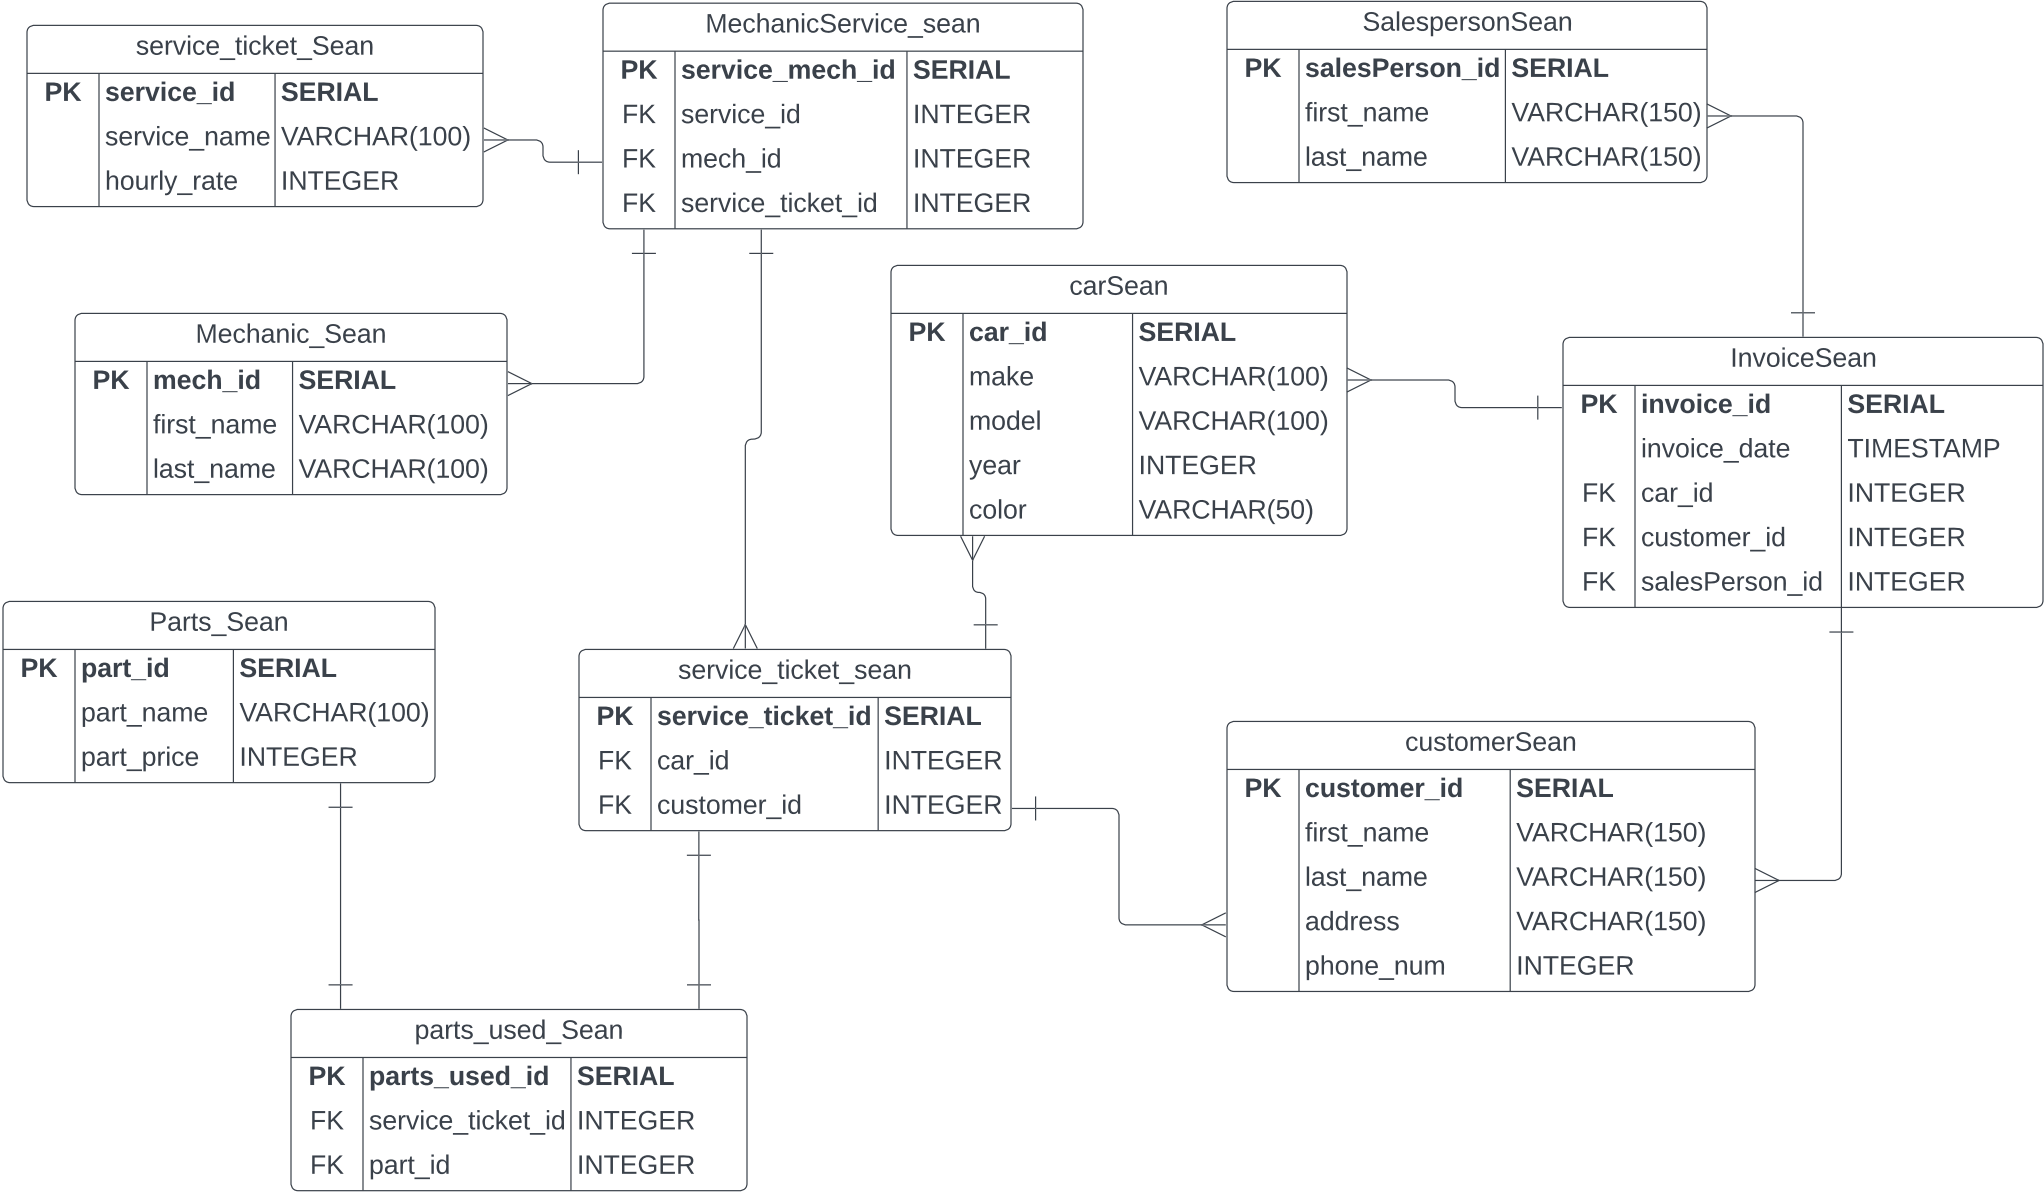 service_ticket_Sean
PK service_id SERIAL
service_name VARCHAR(100)
hourly_rate INTEGER
MechanicService_sean
PK service_mech_id SERIAL
FK service_id INTEGER
FK mech_id INTEGER
FK service_ticket_id INTEGER
SalespersonSean
PK salesPerson_id SERIAL
first_name VARCHAR(150)
last_name VARCHAR(150)
Mechanic_Sean
PK mech_id SERIAL
first_name VARCHAR(100)
last_name VARCHAR(100)
carSean
PK car_id SERIAL
make VARCHAR(100)
model VARCHAR(100)
year INTEGER
color VARCHAR(50)
InvoiceSean
PK invoice_id SERIAL
invoice_date TIMESTAMP
FK car_id INTEGER
FK customer_id INTEGER
FK salesPerson_id INTEGER
Parts_Sean
PK part_id SERIAL
part_name VARCHAR(100)
part_price INTEGER
service_ticket_sean
PK service_ticket_id SERIAL
FK car_id INTEGER
FK customer_id INTEGER
customerSean
PK customer_id SERIAL
first_name VARCHAR(150)
last_name VARCHAR(150)
address VARCHAR(150)
phone_num INTEGER
parts_used_Sean
PK parts_used_id SERIAL
FK service_ticket_id INTEGER
FK part_id INTEGER